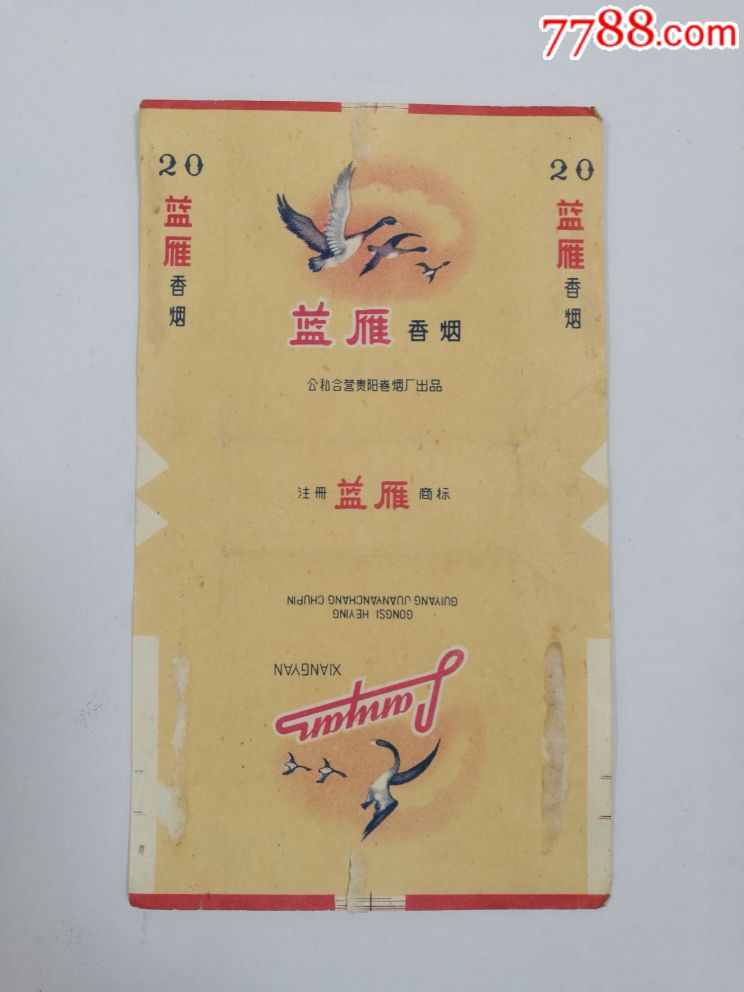 7788.com
20
20
蓝雁香烟
蓝雁香烟
蓝雁 香烟
公私合营贵阳卷烟厂出品
注册 蓝雁 商标
GUIYANG JUANYANCHANG CHUPIN
GONGSI HEYING
XIANGYAN
Lanyan